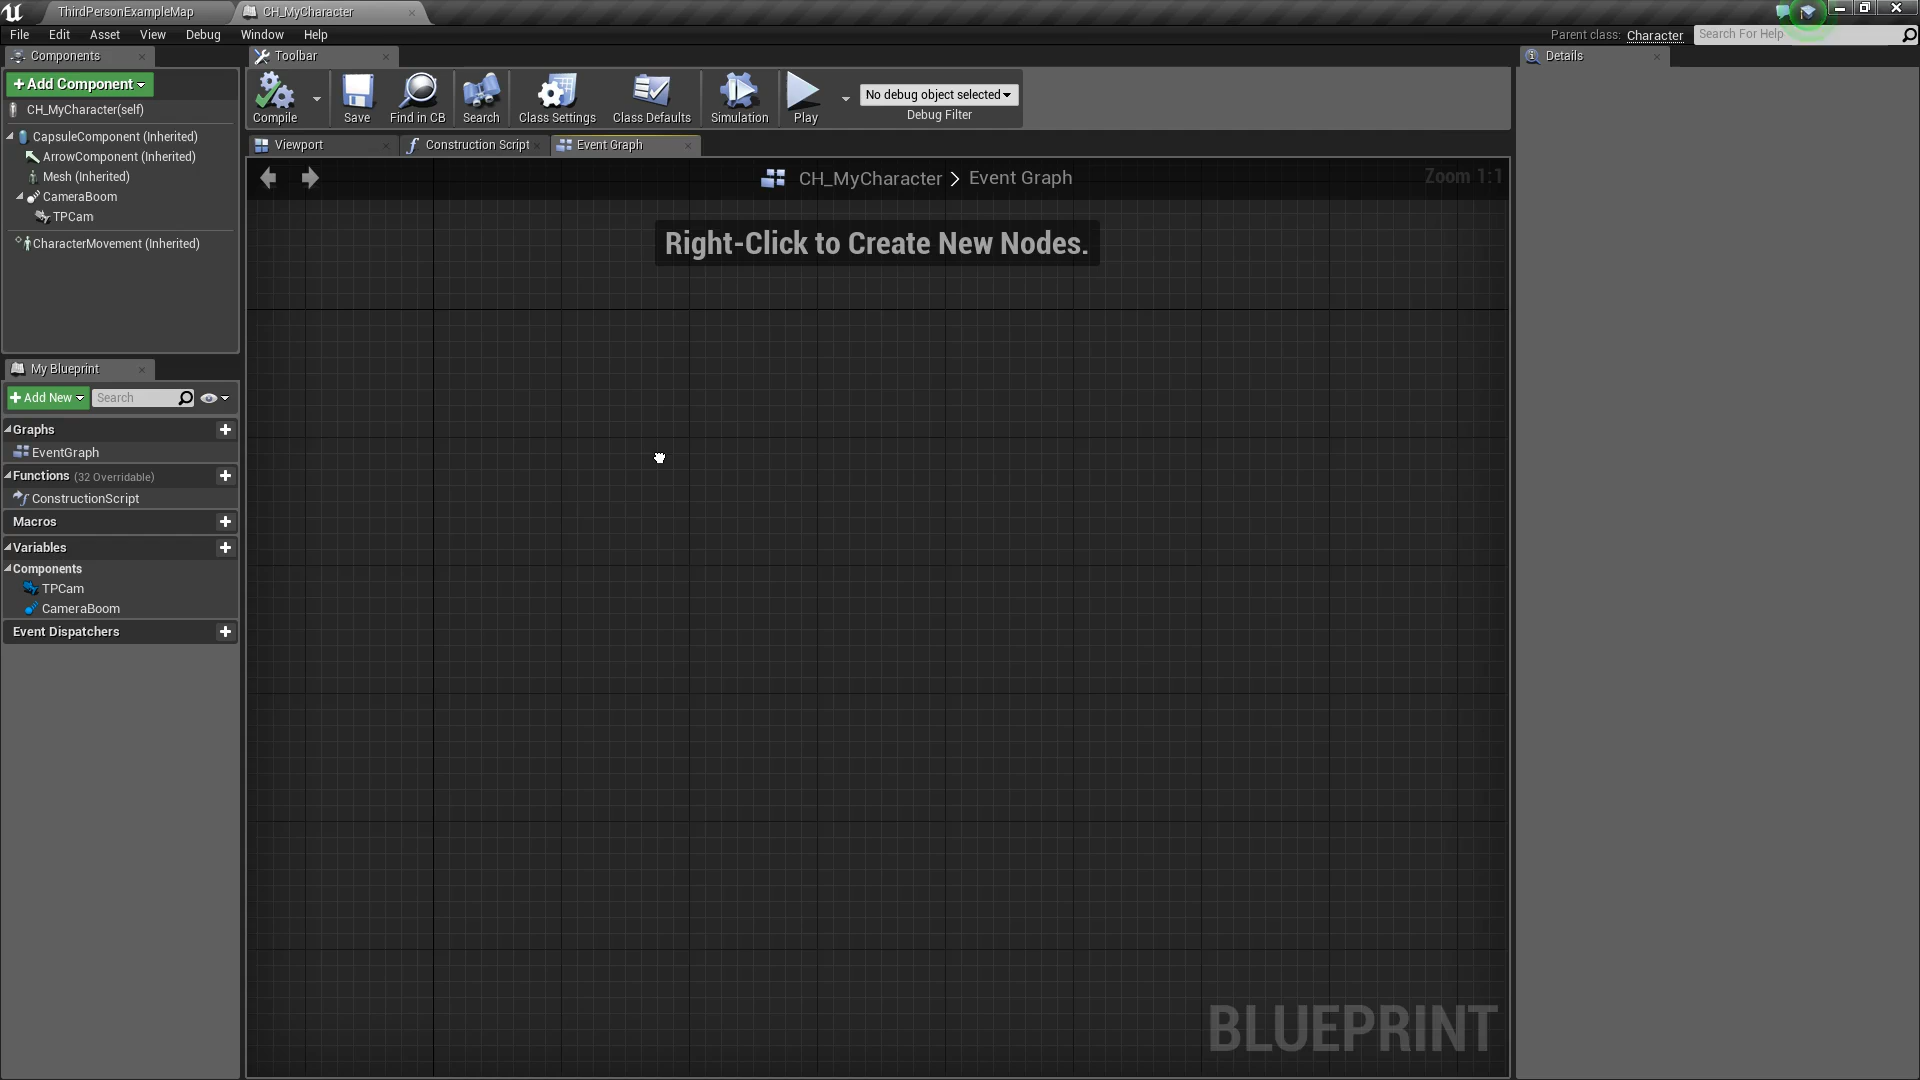 ThirdPersonExampleMap
CH_MyCharacter
File Edit Asset View Debug Window Help
Parent class: Character
Search For Help
Components
Toolbar
Details
+ Add Component
CH_MyCharacter(self)
CapsuleComponent (Inherited)
ArrowComponent (Inherited)
Mesh (Inherited)
CameraBoom
TPCam
CharacterMovement (Inherited)
Compile
Save
Find in CB
Search
Class Settings
Class Defaults
Simulation
Play
No debug object selected
Debug Filter
Viewport
Construction Script
Event Graph
CH_MyCharacter > Event Graph
Zoom 1:1
Right-Click to Create New Nodes.
My Blueprint
+ Add New
Search
Graphs
EventGraph
Functions (32 Overridable)
ConstructionScript
Macros
Variables
Components
TPCam
CameraBoom
Event Dispatchers
BLUEPRINT